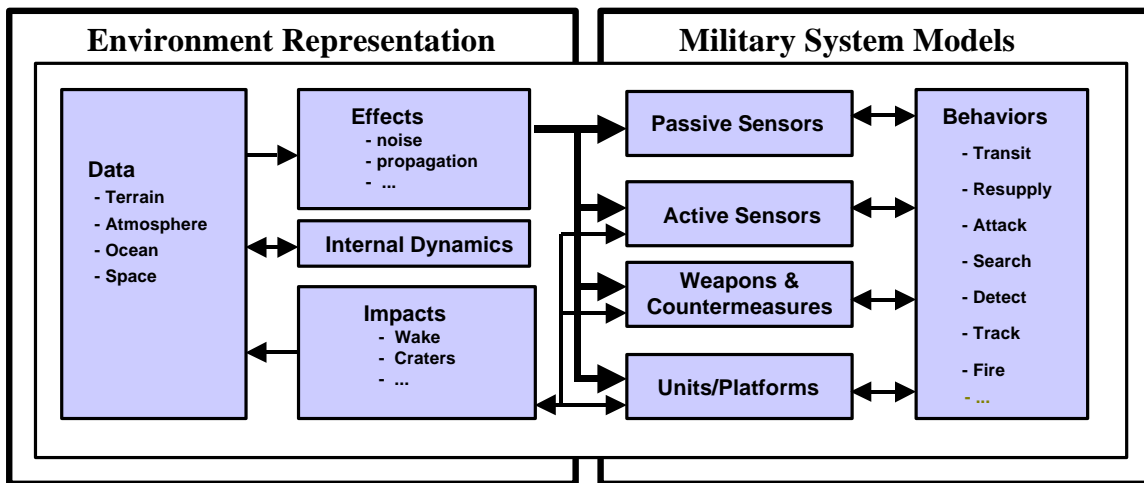 Environment Representation
Military System Models
Data
- Terrain
- Atmosphere
- Ocean
- Space
Effects
- noise
- propagation
- ...
Internal Dynamics
Impacts
- Wake
- Craters
- ...
Passive Sensors
Active Sensors
Weapons &
Countermeasures
Units/Platforms
Behaviors
- Transit
- Resupply
- Attack
- Search
- Detect
- Track
- Fire
- ...